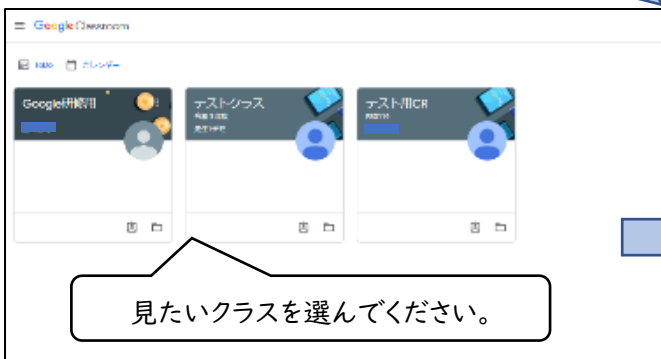 Google Classroom
ToDo カレンダー
Google研修用
テストクラス
テスト用CR
見たいクラスを選んでください。